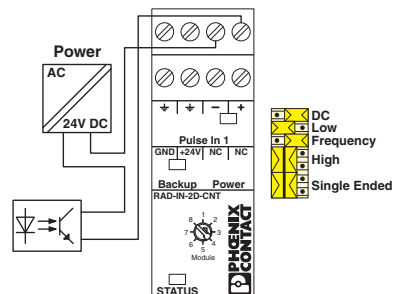 Power
AC
24V DC
− +
Pulse In 1
GND +24V NC NC
Backup Power
RAD-IN-2D-CNT
1
2
3
4
5
6
7
8
Module
STATUS
PHŒNIX
CONTACT
DC
Low
Frequency
High
Single Ended